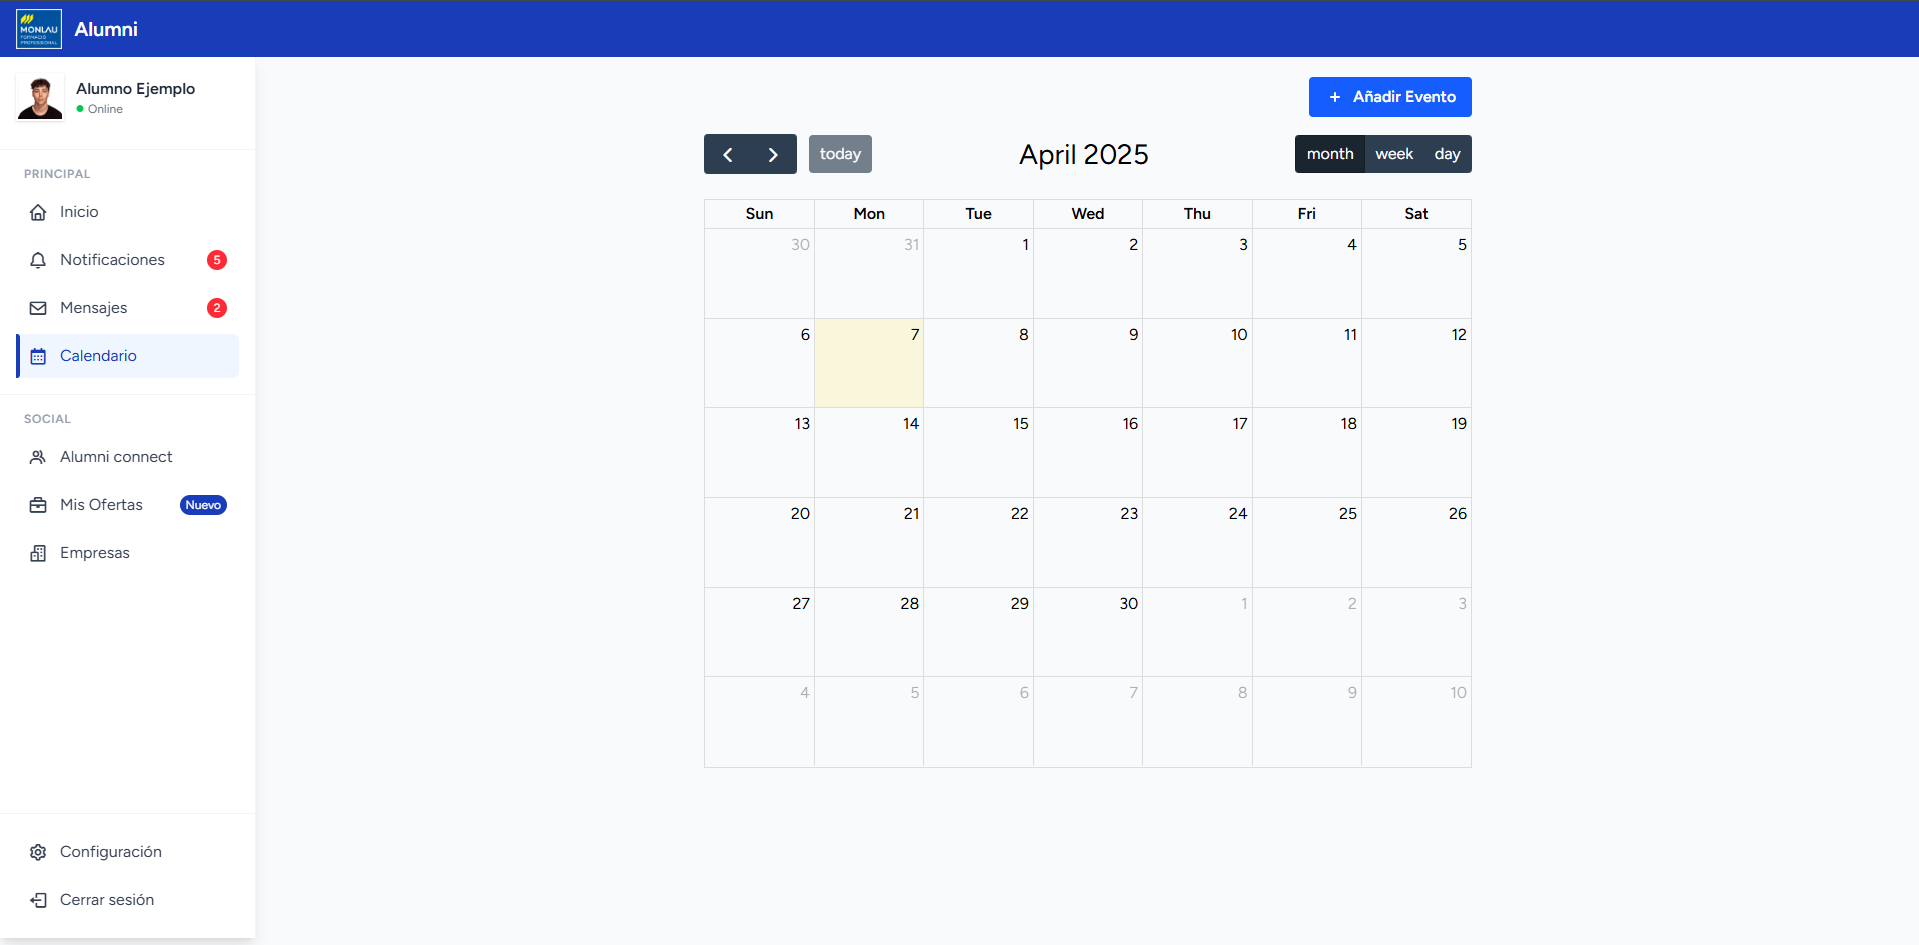 MONLAU
FORMACIÓ
PROFESSIONAL
Alumni
Alumno Ejemplo
Online
PRINCIPAL
Inicio
Notificaciones 5
Mensajes 2
Calendario
SOCIAL
Alumni connect
Mis Ofertas Nuevo
Empresas
Configuración
Cerrar sesión
+ Añadir Evento
today
April 2025
month week day
Sun Mon Tue Wed Thu Fri Sat
30 31 1 2 3 4 5
6 7 8 9 10 11 12
13 14 15 16 17 18 19
20 21 22 23 24 25 26
27 28 29 30 1 2 3
4 5 6 7 8 9 10